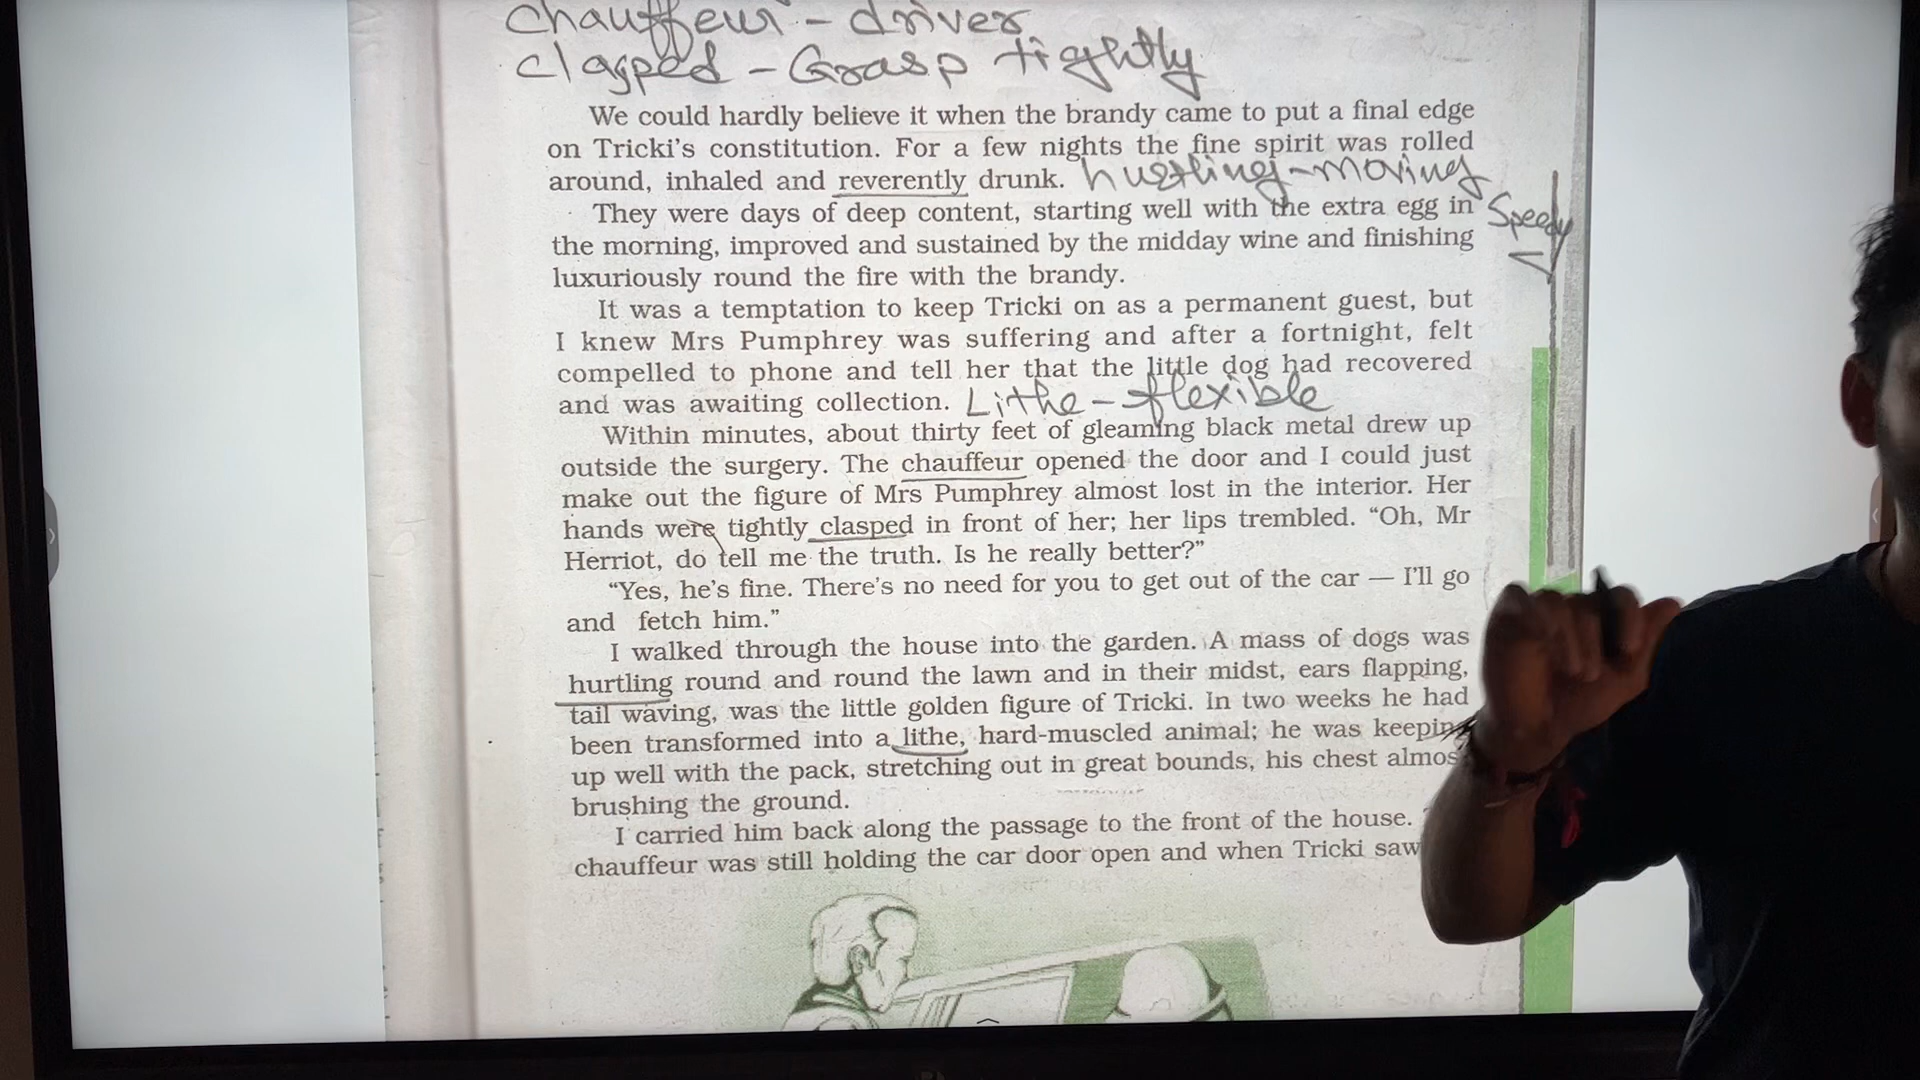 chauffeur - driver
clasped - Grasp tightly
We could hardly believe it when the brandy came to put a final edge
on Tricki's constitution. For a few nights the fine spirit was rolled
around, inhaled and reverently drunk. hurtling - moving
Speedy
They were days of deep content, starting well with the extra egg in
the morning, improved and sustained by the midday wine and finishing
luxuriously round the fire with the brandy.
It was a temptation to keep Tricki on as a permanent guest, but
I knew Mrs Pumphrey was suffering and after a fortnight, felt
compelled to phone and tell her that the little dog had recovered
and was awaiting collection. Lithe - flexible
Within minutes, about thirty feet of gleaming black metal drew up
outside the surgery. The chauffeur opened the door and I could just
make out the figure of Mrs Pumphrey almost lost in the interior. Her
hands were tightly clasped in front of her; her lips trembled. “Oh, Mr
Herriot, do tell me the truth. Is he really better?”
“Yes, he's fine. There's no need for you to get out of the car — I'll go
and fetch him.”
I walked through the house into the garden. A mass of dogs was
hurtling round and round the lawn and in their midst, ears flapping,
tail waving, was the little golden figure of Tricki. In two weeks he had
been transformed into a lithe, hard-muscled animal; he was keeping
up well with the pack, stretching out in great bounds, his chest almos
brushing the ground.
I carried him back along the passage to the front of the house.
chauffeur was still holding the car door open and when Tricki saw